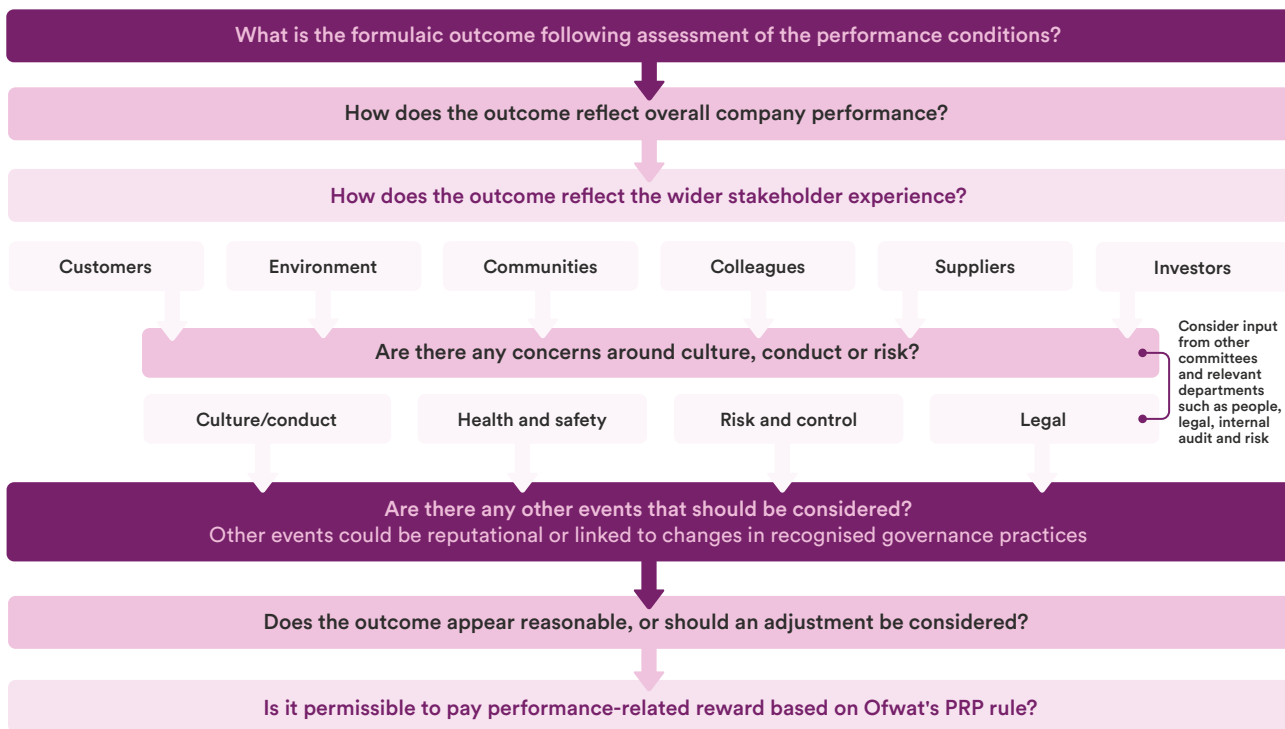 What is the formulaic outcome following assessment of the performance conditions?
How does the outcome reflect overall company performance?
How does the outcome reflect the wider stakeholder experience?
Customers
Environment
Communities
Colleagues
Suppliers
Investors
Are there any concerns around culture, conduct or risk?
Consider input
from other
committees
and relevant
departments
such as people,
legal, internal
audit and risk
Culture/conduct
Health and safety
Risk and control
Legal
Are there any other events that should be considered?
Other events could be reputational or linked to changes in recognised governance practices
Does the outcome appear reasonable, or should an adjustment be considered?
Is it permissible to pay performance-related reward based on Ofwat's PRP rule?